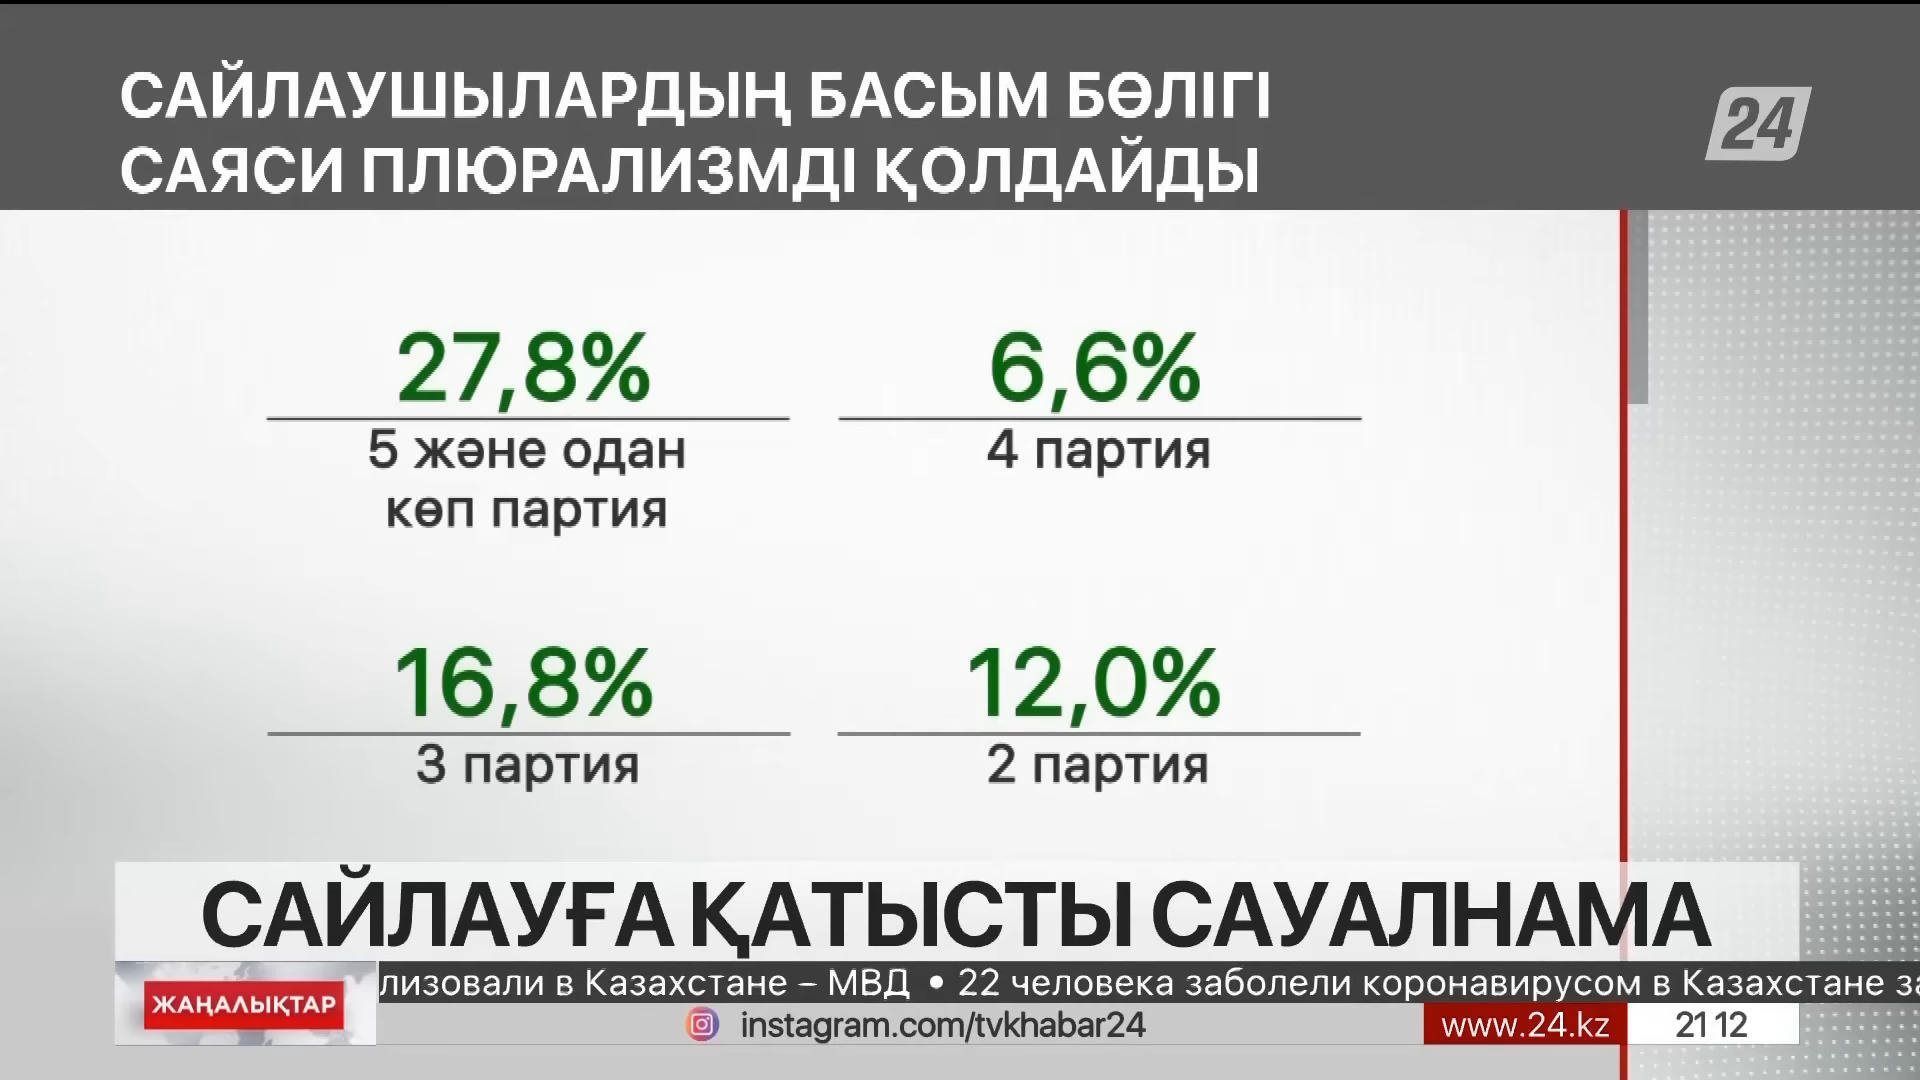 САЙЛАУШЫЛАРДЫҢ БАСЫМ БӨЛІГІ
САЯСИ ПЛЮРАЛИЗМДІ ҚОЛДАЙДЫ
24
27,8%
5 және одан
көп партия
6,6%
4 партия
16,8%
3 партия
12,0%
2 партия
САЙЛАУҒА ҚАТЫСТЫ САУАЛНАМА
лизовали в Казахстане – МВД • 22 человека заболели коронавирусом в Казахстане за
ЖАҢАЛЫҚТАР
instagram.com/tvkhabar24
www.24.kz
21 12